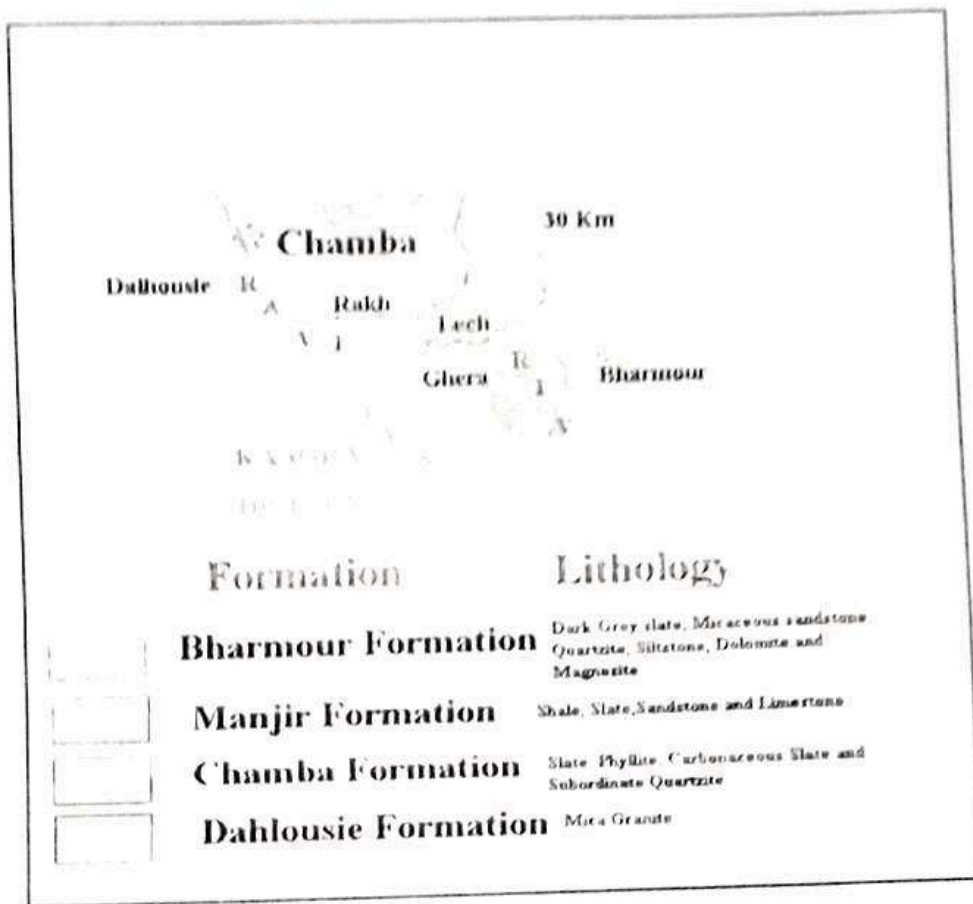 30 Km
Chamba
Dalhousie
R
A
V
I
Rakh
Lech
Ghera
R
I
V
Bharmour
Formation Lithology
Bharmour Formation Dark Grey slate, Micaceous sandstone
Quartzite, Siltstone, Dolomite and
Magnesite
Manjir Formation Shale, Slate,Sandstone and Limestone
Chamba Formation Slate Phyllite, Carbonaceous Slate and
Subordinate Quartzite
Dahlousie Formation Mica Granite